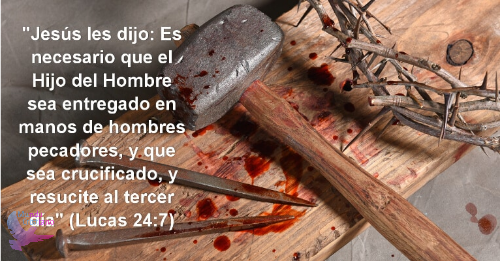 "Jesús les dijo: Es
necesario que el
Hijo del Hombre
sea entregado en
manos de hombres
pecadores, y que
sea crucificado, y
resucite al tercer
día" (Lucas 24:7)